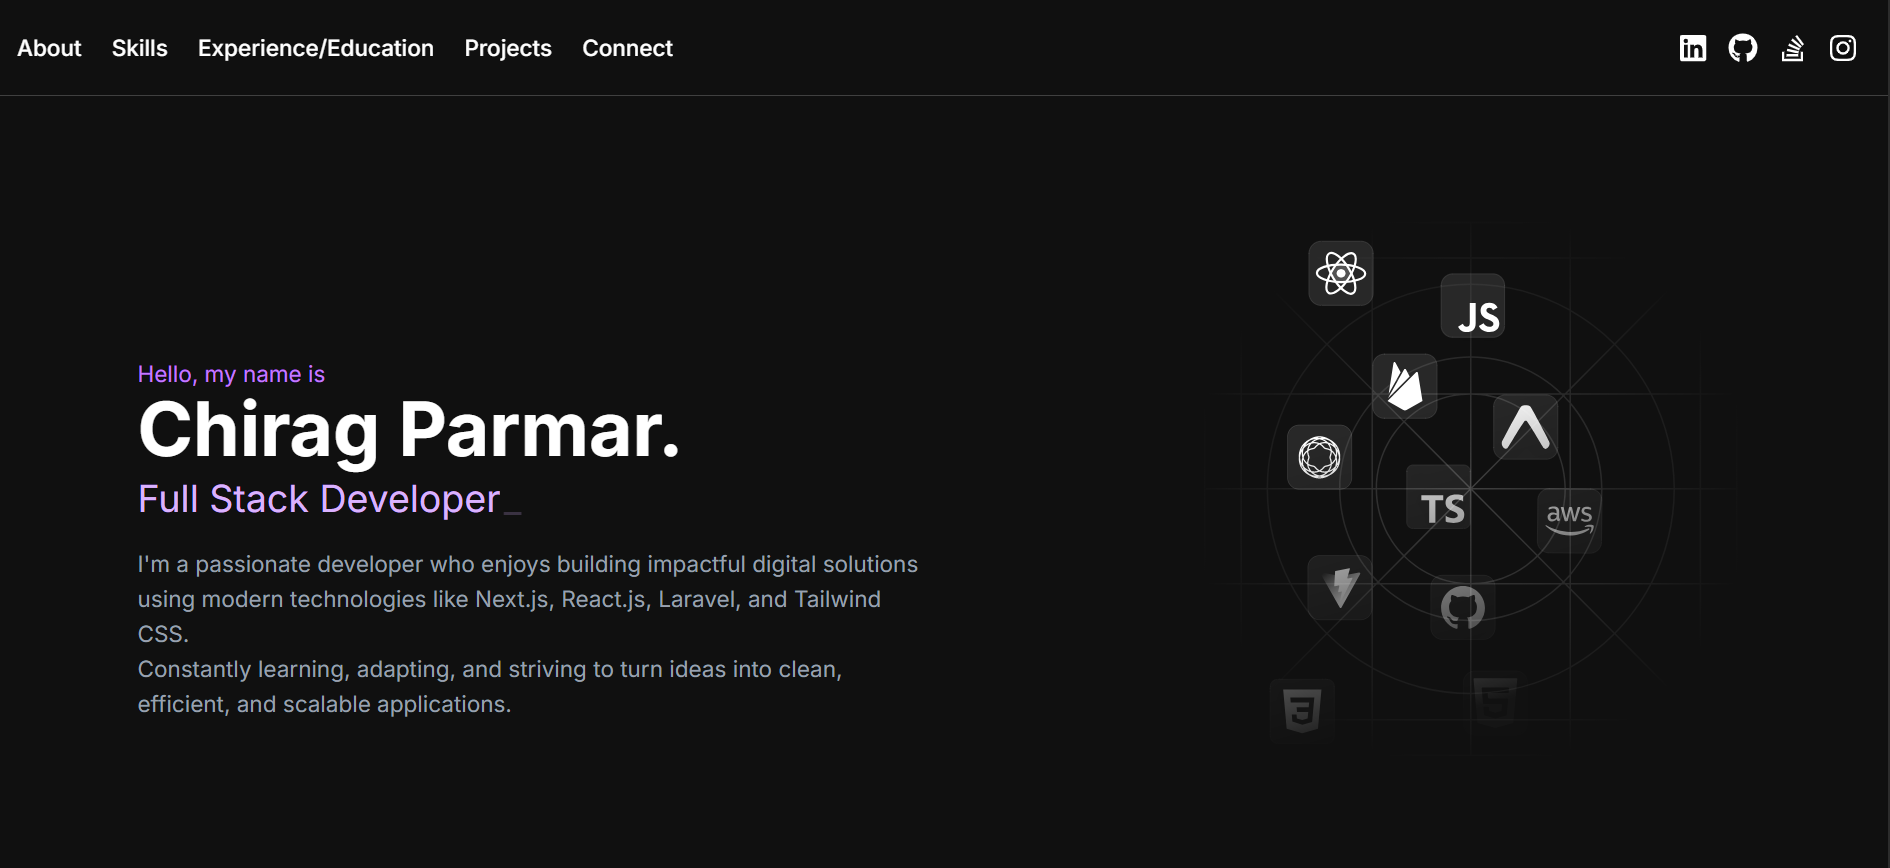 About Skills Experience/Education Projects Connect
Hello, my name is
Chirag Parmar.
Full Stack Developer_
I'm a passionate developer who enjoys building impactful digital solutions
using modern technologies like Next.js, React.js, Laravel, and Tailwind
CSS.
Constantly learning, adapting, and striving to turn ideas into clean,
efficient, and scalable applications.
JS
TS
aws
3
5